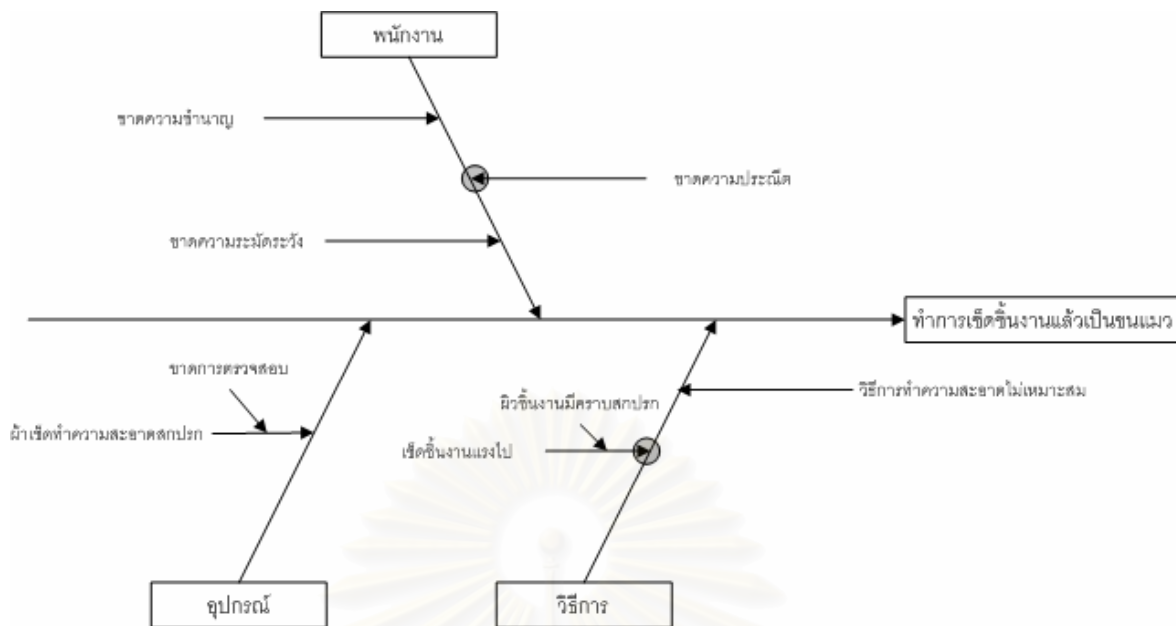 พนักงาน
ขาดความชำนาญ
ขาดความประณีต
ขาดความระมัดระวัง
ทำการเช็ดชิ้นงานแล้วเป็นขนแมว
ขาดการตรวจสอบ
วิธีการทำความสะอาดไม่เหมาะสม
ผิวชิ้นงานมีคราบสกปรก
ผ้าเช็ดทำความสะอาดสกปรก
เช็ดชิ้นงานแรงไป
อุปกรณ์
วิธีการ